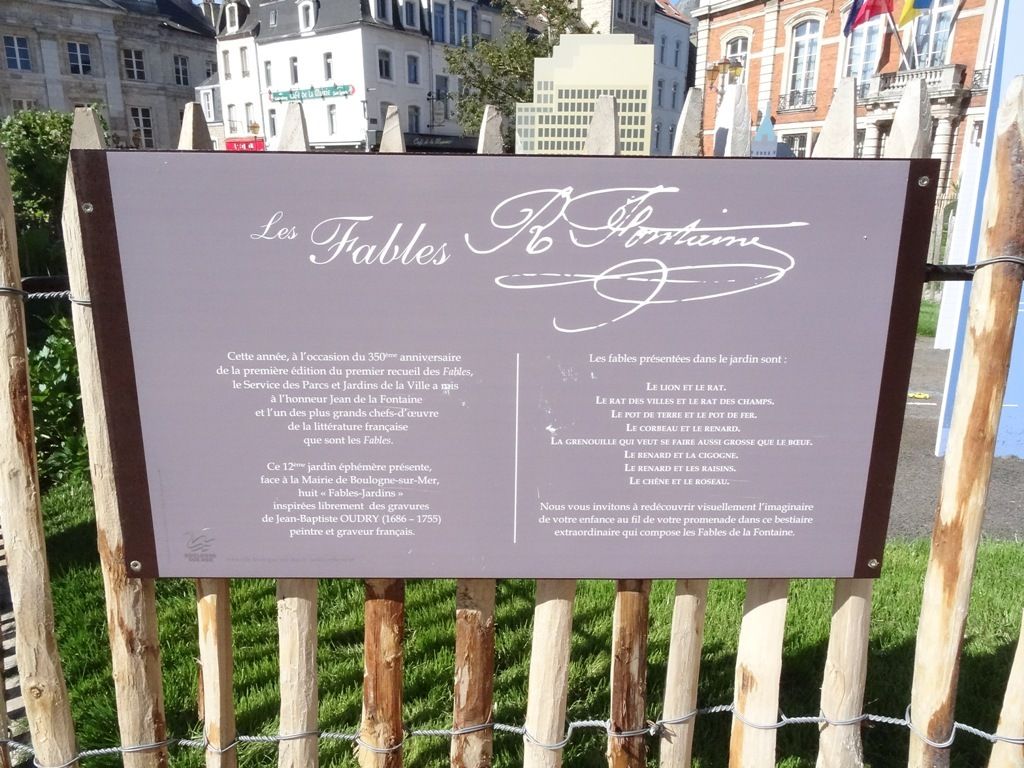 CAFÉ DE LA
Les Fables
Fontaine
Cette année, à l'occasion du 350ème anniversaire
de la première édition du premier recueil des Fables,
le Service des Parcs et Jardins de la Ville a mis
à l'honneur Jean de la Fontaine
et l'un des plus grands chefs-d'œuvre
de la littérature française
que sont les Fables.
Ce 12ème jardin éphémère présente,
face à la Mairie de Boulogne-sur-Mer,
huit « Fables-Jardins »
inspirées librement des gravures
de Jean-Baptiste OUDRY (1686 – 1755)
peintre et graveur français.
Les fables présentées dans le jardin sont :
LE LION ET LE RAT.
LE RAT DES VILLES ET LE RAT DES CHAMPS.
LE POT DE TERRE ET LE POT DE FER.
LE CORBEAU ET LE RENARD.
LA GRENOUILLE QUI VEUT SE FAIRE AUSSI GROSSE QUE LE BŒUF.
LE RENARD ET LA CIGOGNE.
LE RENARD ET LES RAISINS.
LE CHÊNE ET LE ROSEAU.
Nous vous invitons à redécouvrir visuellement l'imaginaire
de votre enfance au fil de votre promenade dans ce bestiaire
extraordinaire qui compose les Fables de la Fontaine.